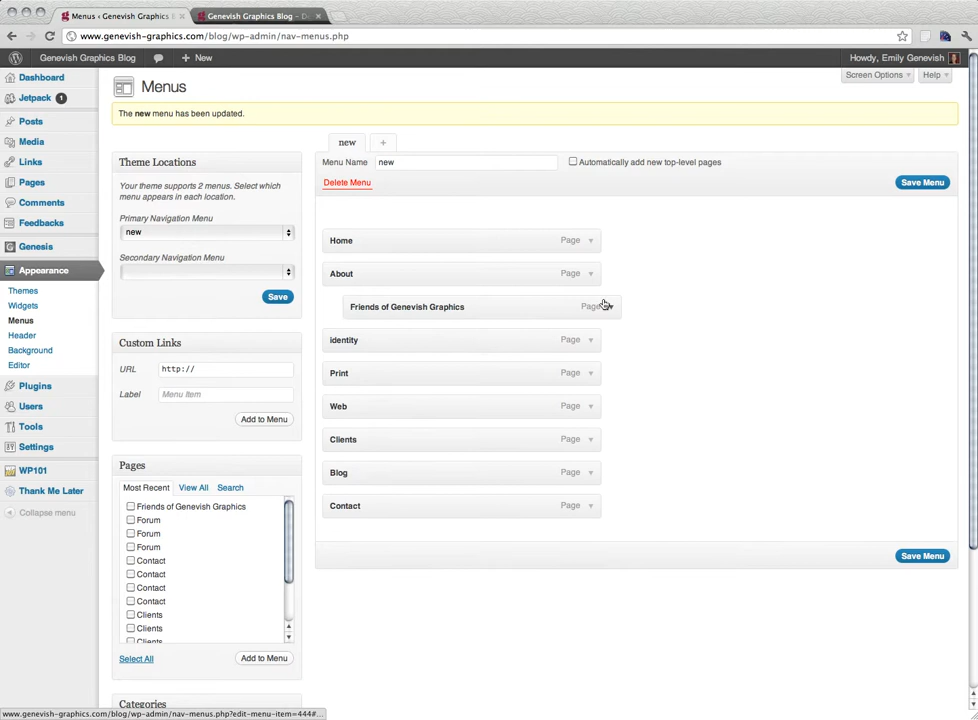 Menus ‹ Genevish Graphics
Genevish Graphics Blog –
www.genevish-graphics.com/blog/wp-admin/nav-menus.php
Genevish Graphics Blog
+ New
Howdy, Emily Genevish
Screen Options
Help
Menus
The new menu has been updated.
Dashboard
Jetpack 1
Posts
Media
Links
Pages
Comments
Feedbacks
Genesis
Appearance
Themes
Widgets
Menus
Header
Background
Editor
Plugins
Users
Tools
Settings
WP101
Thank Me Later
Collapse menu
Theme Locations
Your theme supports 2 menus. Select which
menu appears in each location.
Primary Navigation Menu
new
Secondary Navigation Menu
Save
Custom Links
URL
http://
Label
Menu Item
Add to Menu
Pages
Most Recent
View All
Search
Friends of Genevish Graphics
Forum
Forum
Forum
Contact
Contact
Contact
Contact
Clients
Clients
Clients
Select All
Add to Menu
Categories
new
+
Menu Name
new
Automatically add new top-level pages
Delete Menu
Save Menu
Home Page
About Page
Friends of Genevish Graphics Page
identity Page
Print Page
Web Page
Clients Page
Blog Page
Contact Page
Save Menu
www.genevish-graphics.com/blog/wp-admin/nav-menus.php?edit-menu-item=444#...